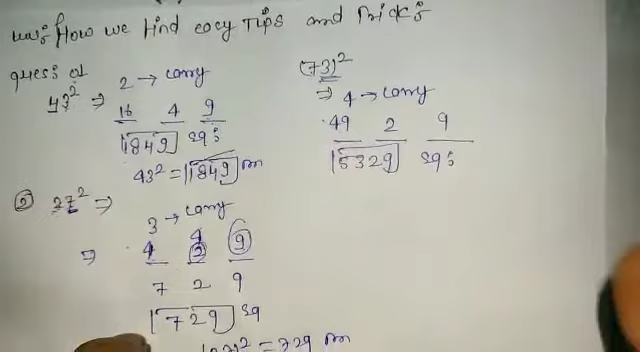 How we find easy Tips and Tricks
guess of
2 → carry
43² ⇒ 16 4 9
1849 sq:
43² = 1849 m
(73)²
⇒ 4 → carry
49 2 9
5329 sq:
② 27² ⇒
3 → carry
4
⇒ 4 2 9
7 2 9
729 sq
)² = 729 m